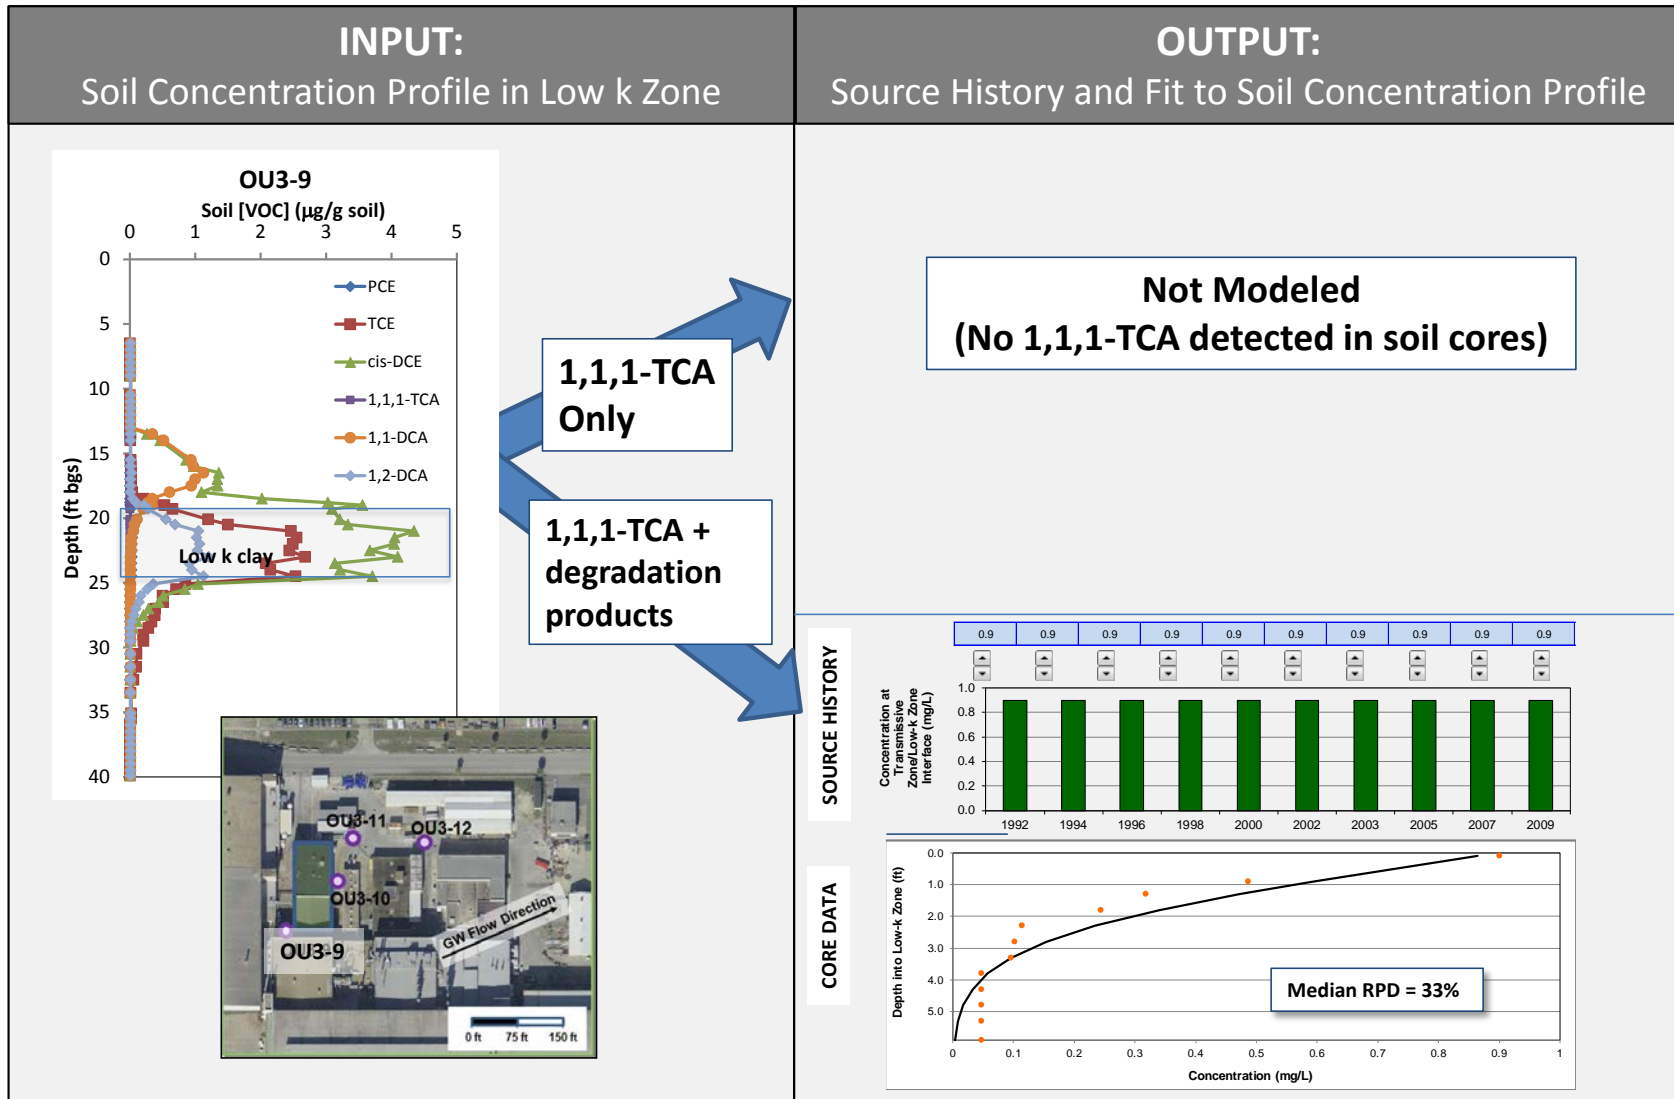 INPUT:
Soil Concentration Profile in Low k Zone
OUTPUT:
Source History and Fit to Soil Concentration Profile
OU3-9
Soil [VOC] (µg/g soil)
0 1 2 3 4 5
0
5
10
15
20
25
30
35
40
Depth (ft bgs)
PCE
TCE
cis-DCE
1,1,1-TCA
1,1-DCA
1,2-DCA
Low k clay
1,1,1-TCA
Only
1,1,1-TCA +
degradation
products
Not Modeled
(No 1,1,1-TCA detected in soil cores)
OU3-11
OU3-12
OU3-10
OU3-9
GW Flow Direction
0 ft 75 ft 150 ft
SOURCE HISTORY
0.9 0.9 0.9 0.9 0.9 0.9 0.9 0.9 0.9 0.9
Concentration at
Transmissive
Zone/Low-k Zone
Interface (mg/L)
1.0
0.8
0.6
0.4
0.2
0.0
1992 1994 1996 1998 2000 2002 2003 2005 2007 2009
CORE DATA
Depth into Low-k Zone (ft)
0.0
1.0
2.0
3.0
4.0
5.0
Median RPD = 33%
0 0.1 0.2 0.3 0.4 0.5 0.6 0.7 0.8 0.9 1
Concentration (mg/L)